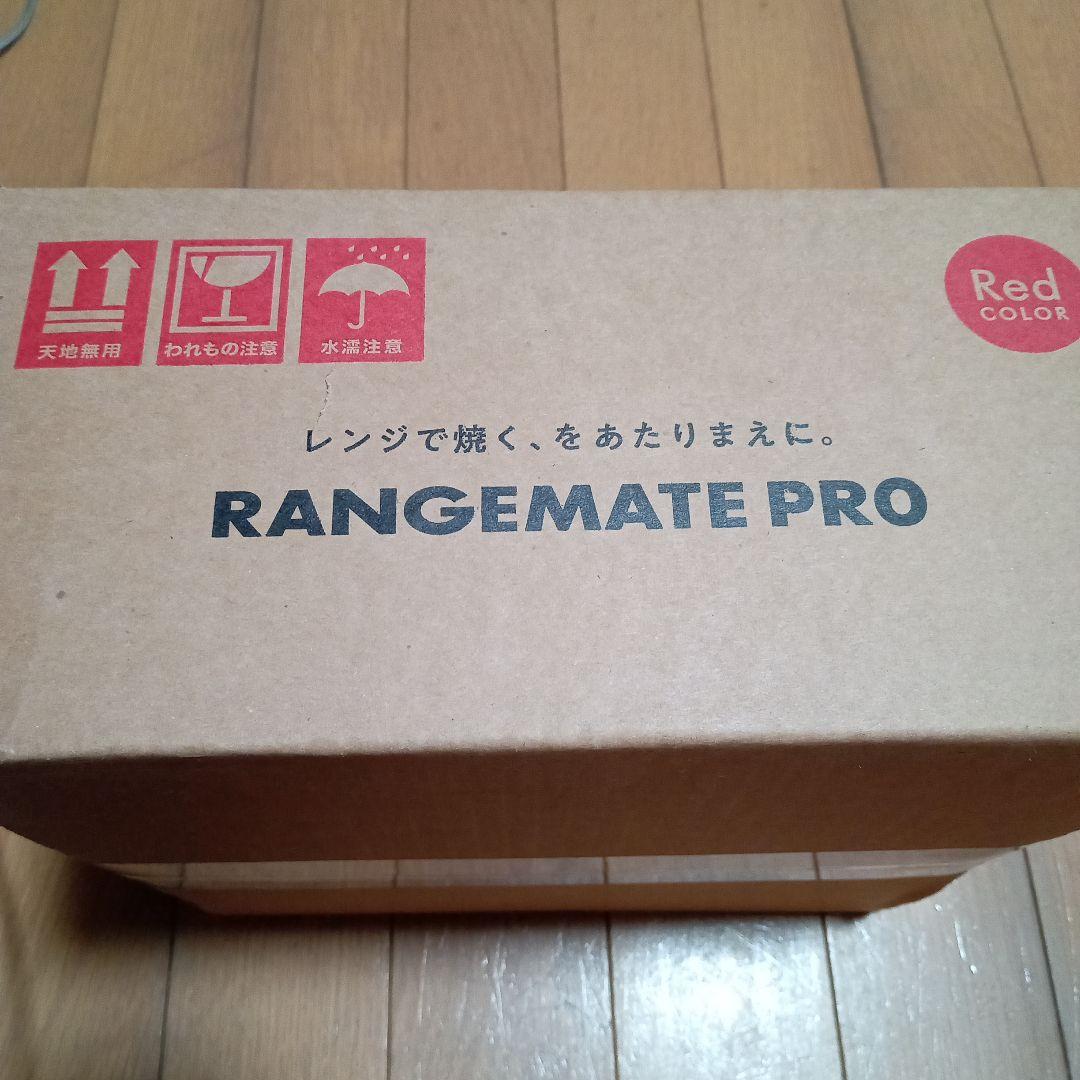 天地無用
われもの注意
水濡注意
Red
COLOR
レンジで焼く、をあたりまえに。
RANGEMATE PRO